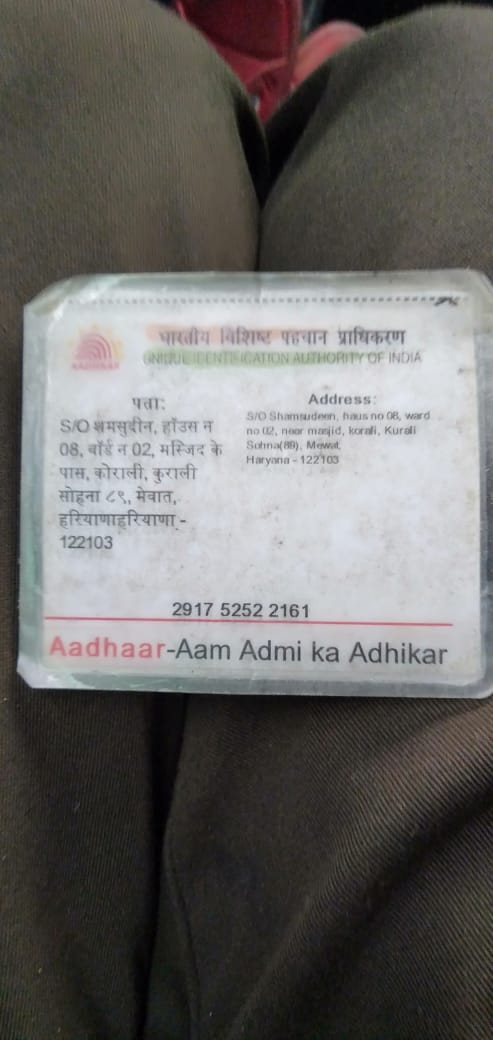 भारतीय विशिष्ट पहचान प्राधिकरण
UNIQUE IDENTIFICATION AUTHORITY OF INDIA
AADHAAR
पता:
S/O शमसुदीन, हाॅउस न
08, वाॅर्ड न 02, मस्जिद के
पास, कोराली, कुराली
सोहना ८९, मेवात,
हरियाणाहरियाणा -
122103
Address:
S/O Shamsudeen, haus no 08, ward
no 02, near masjid, korali, Kurali
Sohna(89), Mewat,
Haryana - 122103
2917 5252 2161
Aadhaar-Aam Admi ka Adhikar